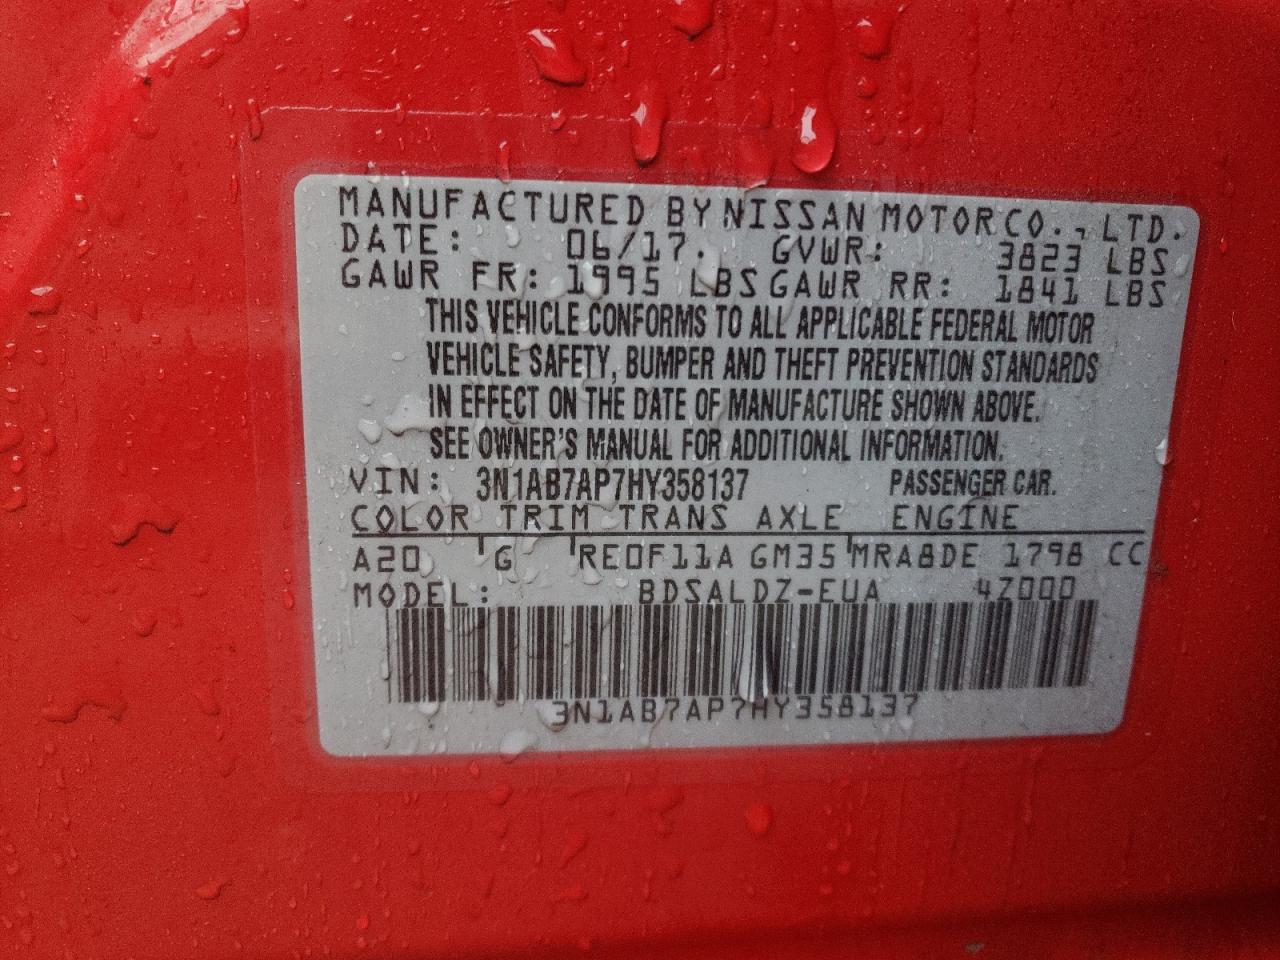 MANUFACTURED BY NISSAN MOTOR CO., LTD.
DATE: 06/17. GVWR: 3823 LBS
GAWR FR: 1995 LBS GAWR RR: 1841 LBS
THIS VEHICLE CONFORMS TO ALL APPLICABLE FEDERAL MOTOR
VEHICLE SAFETY, BUMPER AND THEFT PREVENTION STANDARDS
IN EFFECT ON THE DATE OF MANUFACTURE SHOWN ABOVE.
SEE OWNER'S MANUAL FOR ADDITIONAL INFORMATION.
VIN: 3N1AB7AP7HY358137 PASSENGER CAR.
COLOR TRIM TRANS AXLE ENGINE
A20 G RE0F11A GM35 MRA8DE 1798 CC
MODEL: BDSALDZ-EUA 4Z000
3N1AB7AP7HY358137